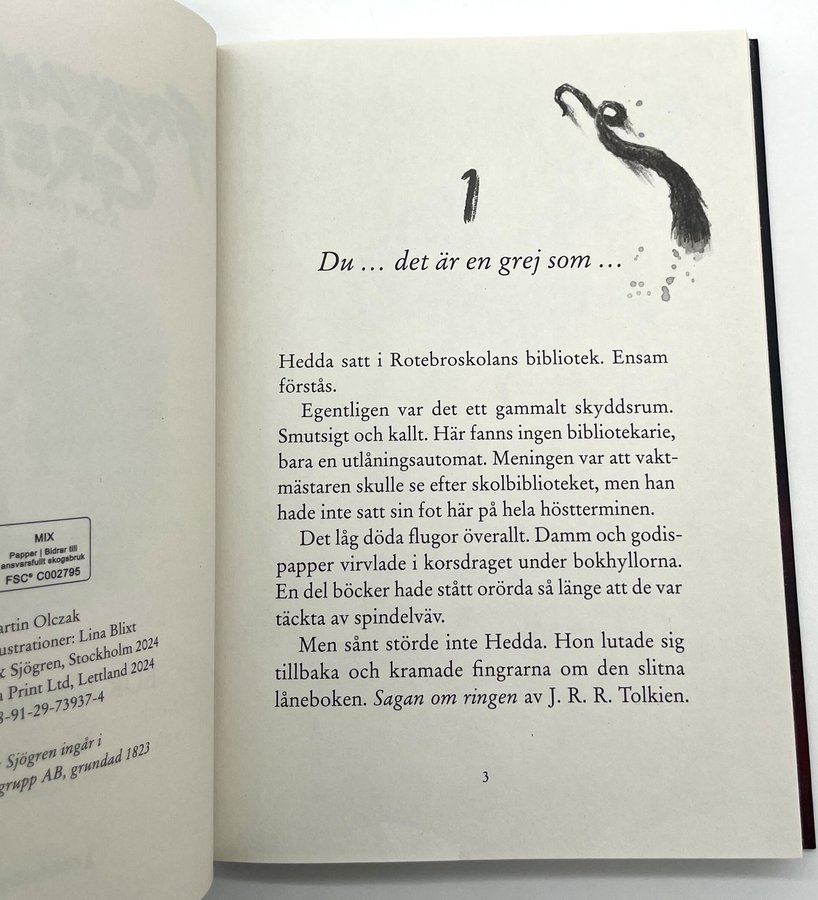 MIX
Papper | Bidrar till
ansvarsfullt skogsbruk
FSC® C002795
artin Olczak
ustrationer: Lina Blixt
& Sjögren, Stockholm 2024
Print Ltd, Lettland 2024
-91-29-73937-4
Sjögren ingår i
grupp AB, grundad 1823
1
Du … det är en grej som …
Hedda satt i Rotebroskolans bibliotek. Ensam
förstås.
Egentligen var det ett gammalt skyddsrum.
Smutsigt och kallt. Här fanns ingen bibliotekarie,
bara en utlåningsautomat. Meningen var att vakt-
mästaren skulle se efter skolbiblioteket, men han
hade inte satt sin fot här på hela höstterminen.
Det låg döda flugor överallt. Damm och godis-
papper virvlade i korsdraget under bokhyllorna.
En del böcker hade stått orörda så länge att de var
täckta av spindelväv.
Men sånt störde inte Hedda. Hon lutade sig
tillbaka och kramade fingrarna om den slitna
låneboken. Sagan om ringen av J. R. R. Tolkien.
3